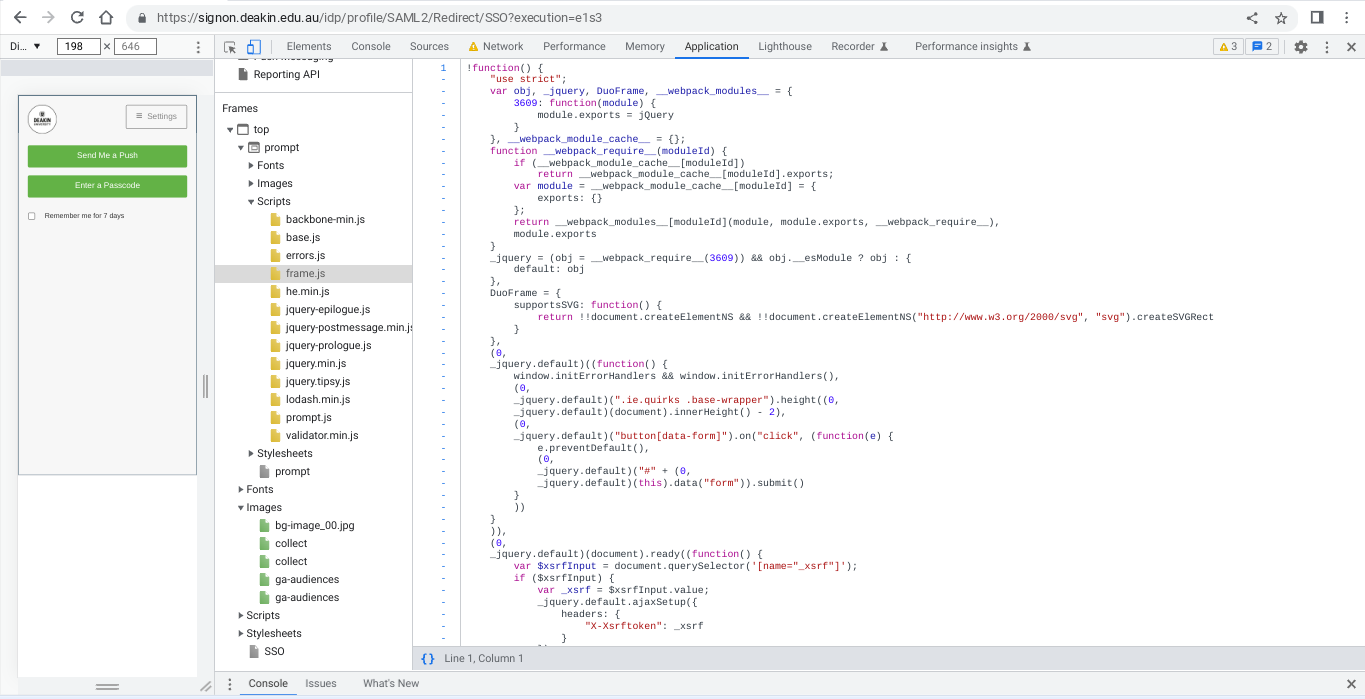 https://signon.deakin.edu.au/idp/profile/SAML2/Redirect/SSO?execution=e1s3
Di... ▼ 198 × 646
Elements Console Sources Network Performance Memory Application Lighthouse Recorder Performance insights 3 2
Push Messaging
Reporting API
Frames
top
prompt
Fonts
Images
Scripts
backbone-min.js
base.js
errors.js
frame.js
he.min.js
jquery-epilogue.js
jquery-postmessage.min.js
jquery-prologue.js
jquery.min.js
jquery.tipsy.js
lodash.min.js
prompt.js
validator.min.js
Stylesheets
prompt
Fonts
Images
bg-image_00.jpg
collect
collect
ga-audiences
ga-audiences
Scripts
Stylesheets
SSO
DEAKIN
≡ Settings
Send Me a Push
Enter a Passcode
Remember me for 7 days
1 !function() {
- "use strict";
- var obj, _jquery, DuoFrame, __webpack_modules__ = {
- 3609: function(module) {
- module.exports = jQuery
- }
- }, __webpack_module_cache__ = {};
- function __webpack_require__(moduleId) {
- if (__webpack_module_cache__[moduleId])
- return __webpack_module_cache__[moduleId].exports;
- var module = __webpack_module_cache__[moduleId] = {
- exports: {}
- };
- return __webpack_modules__[moduleId](module, module.exports, __webpack_require__),
- module.exports
- }
- _jquery = (obj = __webpack_require__(3609)) && obj.__esModule ? obj : {
- default: obj
- },
- DuoFrame = {
- supportsSVG: function() {
- return !!document.createElementNS && !!document.createElementNS("http://www.w3.org/2000/svg", "svg").createSVGRect
- }
- },
- (0,
- _jquery.default)((function() {
- window.initErrorHandlers && window.initErrorHandlers(),
- (0,
- _jquery.default)(".ie.quirks .base-wrapper").height((0,
- _jquery.default)(document).innerHeight() - 2),
- (0,
- _jquery.default)("button[data-form]").on("click", (function(e) {
- e.preventDefault(),
- (0,
- _jquery.default)("#" + (0,
- _jquery.default)(this).data("form")).submit()
- }
- ))
- }
- )),
- (0,
- _jquery.default)(document).ready((function() {
- var $xsrfInput = document.querySelector('[name="_xsrf"]');
- if ($xsrfInput) {
- var _xsrf = $xsrfInput.value;
- _jquery.default.ajaxSetup({
- headers: {
- "X-Xsrftoken": _xsrf
- }
{} Line 1, Column 1
Console Issues What's New